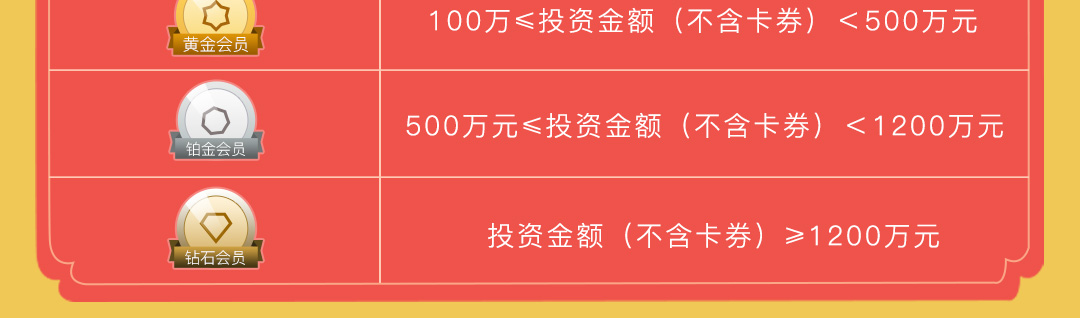 黄金会员
100万≤投资金额（不含卡券）＜500万元
铂金会员
500万元≤投资金额（不含卡券）＜1200万元
钻石会员
投资金额（不含卡券）≥1200万元